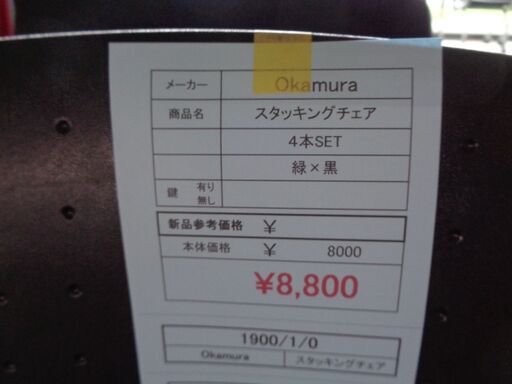 メーカー Okamura
商品名 スタッキングチェア
4本SET
緑×黒
鍵 有り 無し
新品参考価格 ¥
本体価格 ¥ 8000
¥8,800
1900/1/0
Okamura スタッキングチェア